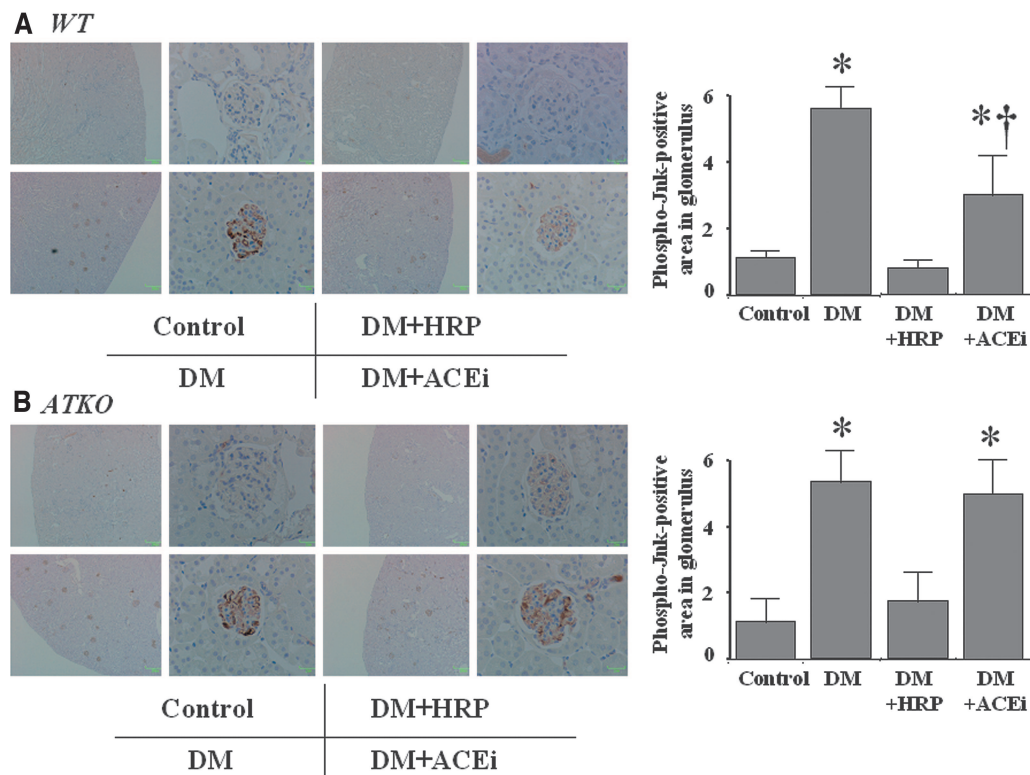 A WT
Phospho-Jnk-positive
area in glomerulus
6
4
2
0
*
*†
Control DM DM DM
+HRP +ACEi
Control DM+HRP
DM DM+ACEi
B ATKO
Phospho-Jnk-positive
area in glomerulus
6
4
2
0
*
*
Control DM DM DM
+HRP +ACEi
Control DM+HRP
DM DM+ACEi